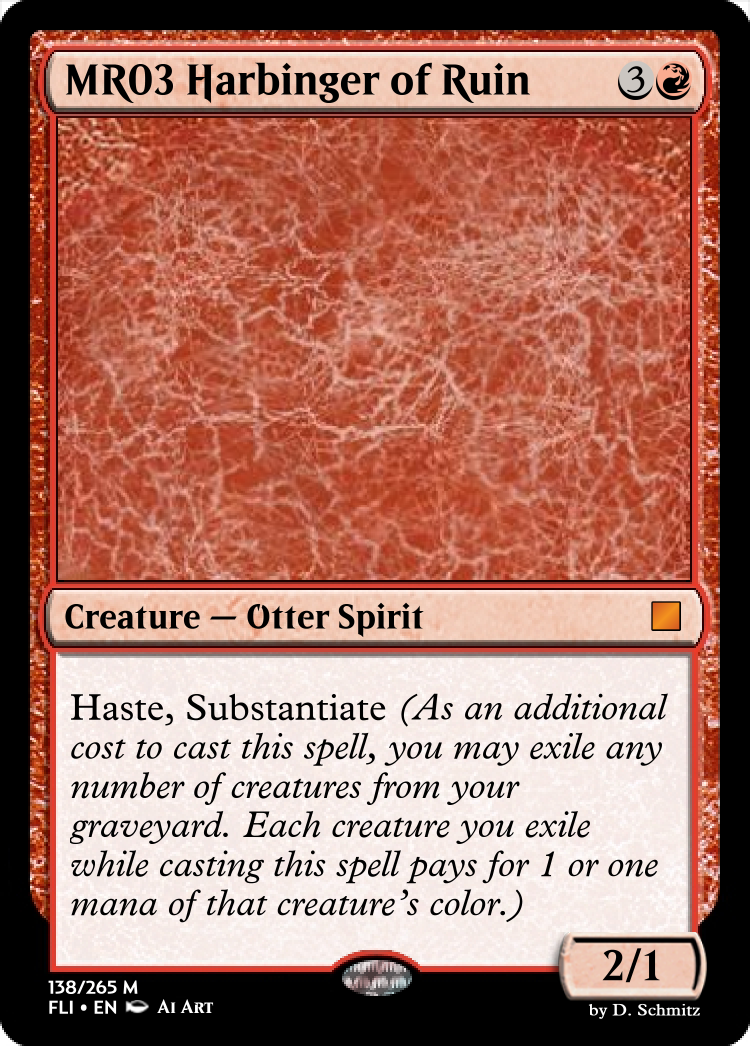 MR03 Harbinger of Ruin 3
Creature — Otter Spirit
Haste, Substantiate (As an additional
cost to cast this spell, you may exile any
number of creatures from your
graveyard. Each creature you exile
while casting this spell pays for 1 or one
mana of that creature's color.)
2/1
138/265 M
FLI • EN AI ART
by D. Schmitz